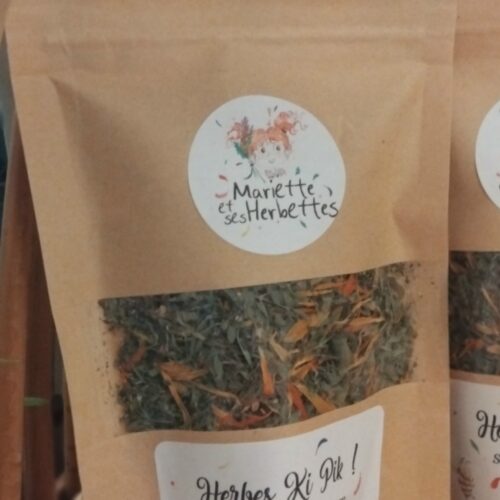 Mariette
et
ses Herbettes
Herbes Ki Pik !